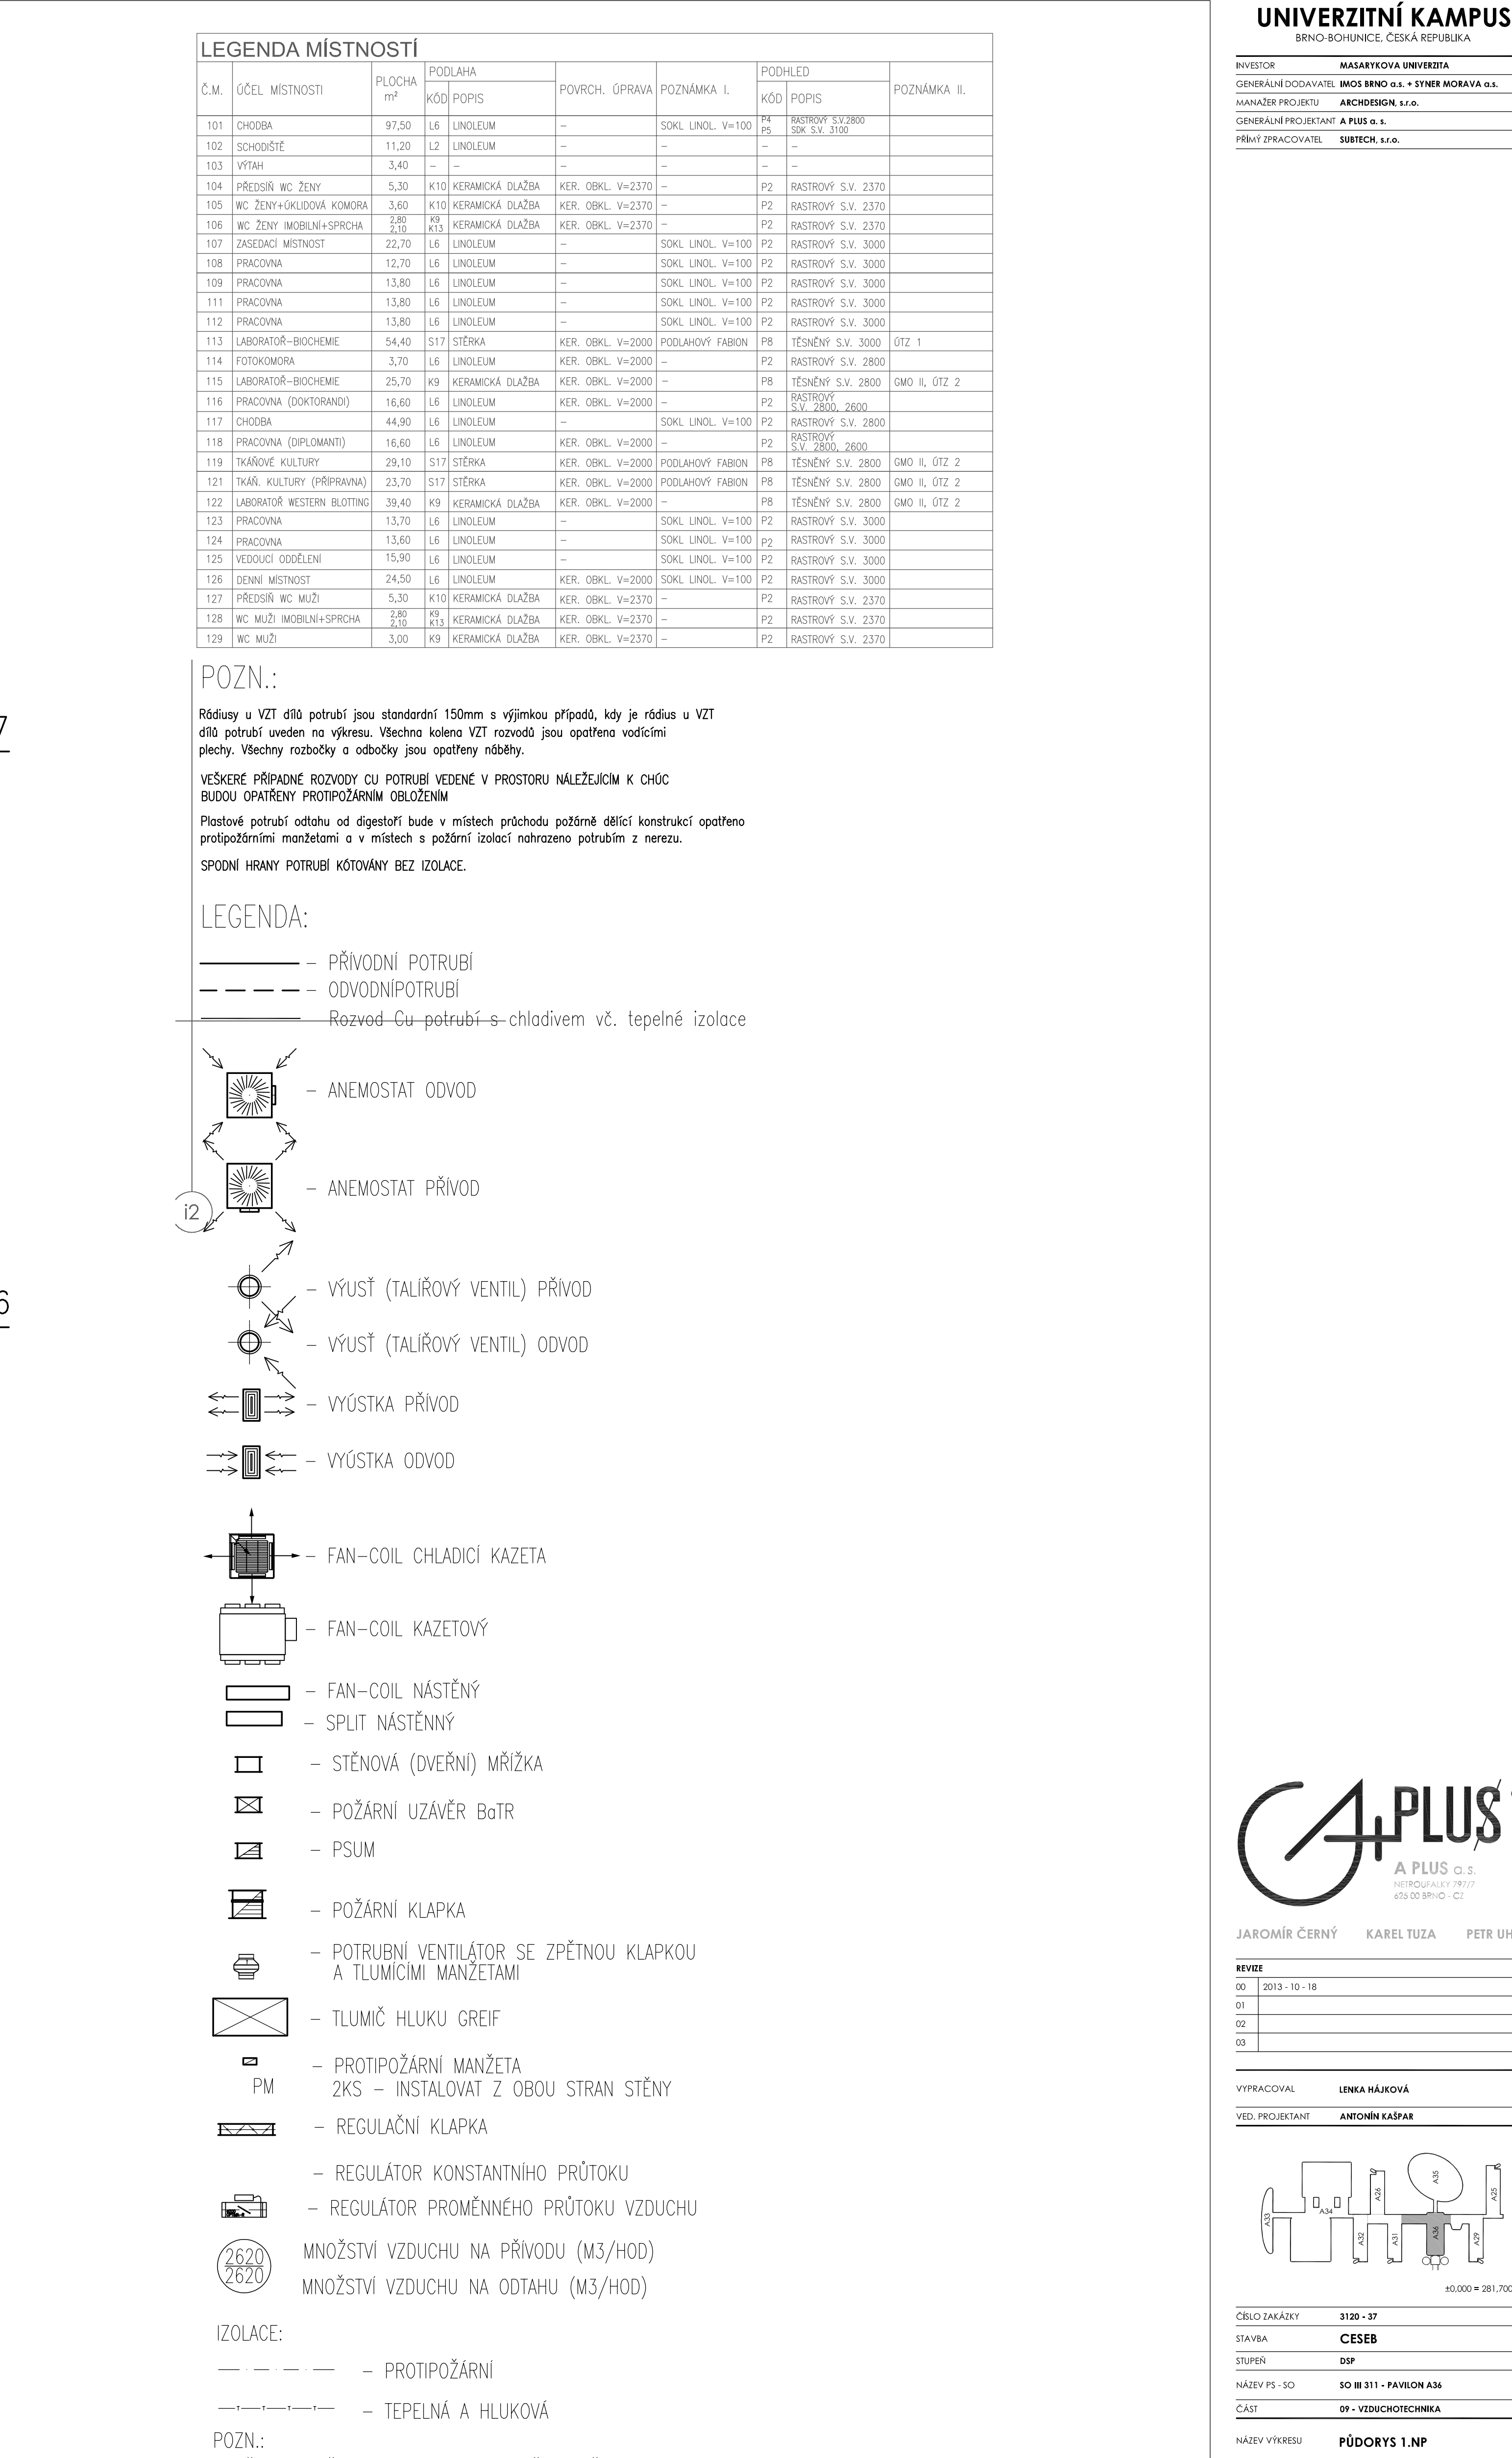 LEGENDA MÍSTNOSTÍ
Č.M. ÚČEL MÍSTNOSTI PLOCHA m² PODLAHA KÓD POPIS POVRCH. ÚPRAVA POZNÁMKA I. PODHLED KÓD POPIS POZNÁMKA II.
101 CHODBA 97,50 L6 LINOLEUM – SOKL LINOL. V=100 P4 P5 RASTROVÝ S.V.2800 SDK S.V. 3100
102 SCHODIŠTĚ 11,20 L2 LINOLEUM – – – –
103 VÝTAH 3,40 – – – – – –
104 PŘEDSÍŇ WC ŽENY 5,30 K10 KERAMICKÁ DLAŽBA KER. OBKL. V=2370 – P2 RASTROVÝ S.V. 2370
105 WC ŽENY+ÚKLIDOVÁ KOMORA 3,60 K10 KERAMICKÁ DLAŽBA KER. OBKL. V=2370 – P2 RASTROVÝ S.V. 2370
106 WC ŽENY IMOBILNÍ+SPRCHA 2,80 2,10 K9 K13 KERAMICKÁ DLAŽBA KER. OBKL. V=2370 – P2 RASTROVÝ S.V. 2370
107 ZASEDACÍ MÍSTNOST 22,70 L6 LINOLEUM – SOKL LINOL. V=100 P2 RASTROVÝ S.V. 3000
108 PRACOVNA 12,70 L6 LINOLEUM – SOKL LINOL. V=100 P2 RASTROVÝ S.V. 3000
109 PRACOVNA 13,80 L6 LINOLEUM – SOKL LINOL. V=100 P2 RASTROVÝ S.V. 3000
111 PRACOVNA 13,80 L6 LINOLEUM – SOKL LINOL. V=100 P2 RASTROVÝ S.V. 3000
112 PRACOVNA 13,80 L6 LINOLEUM – SOKL LINOL. V=100 P2 RASTROVÝ S.V. 3000
113 LABORATOŘ–BIOCHEMIE 54,40 S17 STĚRKA KER. OBKL. V=2000 PODLAHOVÝ FABION P8 TĚSNĚNÝ S.V. 3000 ÚTZ 1
114 FOTOKOMORA 3,70 L6 LINOLEUM KER. OBKL. V=2000 – P2 RASTROVÝ S.V. 2800
115 LABORATOŘ–BIOCHEMIE 25,70 K9 KERAMICKÁ DLAŽBA KER. OBKL. V=2000 – P8 TĚSNĚNÝ S.V. 2800 GMO II, ÚTZ 2
116 PRACOVNA (DOKTORANDI) 16,60 L6 LINOLEUM KER. OBKL. V=2000 – P2 RASTROVÝ S.V. 2800, 2600
117 CHODBA 44,90 L6 LINOLEUM – SOKL LINOL. V=100 P2 RASTROVÝ S.V. 2800
118 PRACOVNA (DIPLOMANTI) 16,60 L6 LINOLEUM KER. OBKL. V=2000 – P2 RASTROVÝ S.V. 2800, 2600
119 TKÁŇOVÉ KULTURY 29,10 S17 STĚRKA KER. OBKL. V=2000 PODLAHOVÝ FABION P8 TĚSNĚNÝ S.V. 2800 GMO II, ÚTZ 2
121 TKÁŇ. KULTURY (PŘÍPRAVNA) 23,70 S17 STĚRKA KER. OBKL. V=2000 PODLAHOVÝ FABION P8 TĚSNĚNÝ S.V. 2800 GMO II, ÚTZ 2
122 LABORATOŘ WESTERN BLOTTING 39,40 K9 KERAMICKÁ DLAŽBA KER. OBKL. V=2000 – P8 TĚSNĚNÝ S.V. 2800 GMO II, ÚTZ 2
123 PRACOVNA 13,70 L6 LINOLEUM – SOKL LINOL. V=100 P2 RASTROVÝ S.V. 3000
124 PRACOVNA 13,60 L6 LINOLEUM – SOKL LINOL. V=100 P2 RASTROVÝ S.V. 3000
125 VEDOUCÍ ODDĚLENÍ 15,90 L6 LINOLEUM – SOKL LINOL. V=100 P2 RASTROVÝ S.V. 3000
126 DENNÍ MÍSTNOST 24,50 L6 LINOLEUM KER. OBKL. V=2000 SOKL LINOL. V=100 P2 RASTROVÝ S.V. 3000
127 PŘEDSÍŇ WC MUŽI 5,30 K10 KERAMICKÁ DLAŽBA KER. OBKL. V=2370 – P2 RASTROVÝ S.V. 2370
128 WC MUŽI IMOBILNÍ+SPRCHA 2,80 2,10 K9 K13 KERAMICKÁ DLAŽBA KER. OBKL. V=2370 – P2 RASTROVÝ S.V. 2370
129 WC MUŽI 3,00 K9 KERAMICKÁ DLAŽBA KER. OBKL. V=2370 – P2 RASTROVÝ S.V. 2370
POZN.:
Rádiusy u VZT dílů potrubí jsou standardní 150mm s výjimkou případů, kdy je rádius u VZT
dílů potrubí uveden na výkresu. Všechna kolena VZT rozvodů jsou opatřena vodícími
plechy. Všechny rozbočky a odbočky jsou opatřeny náběhy.
VEŠKERÉ PŘÍPADNÉ ROZVODY CU POTRUBÍ VEDENÉ V PROSTORU NÁLEŽEJÍCÍM K CHÚC
BUDOU OPATŘENY PROTIPOŽÁRNÍM OBLOŽENÍM
Plastové potrubí odtahu od digestoří bude v místech průchodu požárně dělící konstrukcí opatřeno
protipožárními manžetami a v místech s požární izolací nahrazeno potrubím z nerezu.
SPODNÍ HRANY POTRUBÍ KÓTOVÁNY BEZ IZOLACE.
LEGENDA:
– PŘÍVODNÍ POTRUBÍ
– ODVODNÍPOTRUBÍ
Rozvod Cu potrubí s chladivem vč. tepelné izolace
– ANEMOSTAT ODVOD
– ANEMOSTAT PŘÍVOD
i2
– VÝUSŤ (TALÍŘOVÝ VENTIL) PŘÍVOD
– VÝUSŤ (TALÍŘOVÝ VENTIL) ODVOD
– VYÚSTKA PŘÍVOD
– VYÚSTKA ODVOD
– FAN–COIL CHLADICÍ KAZETA
– FAN–COIL KAZETOVÝ
– FAN–COIL NÁSTĚNÝ
– SPLIT NÁSTĚNNÝ
– STĚNOVÁ (DVEŘNÍ) MŘÍŽKA
– POŽÁRNÍ UZÁVĚR BaTR
– PSUM
– POŽÁRNÍ KLAPKA
– POTRUBNÍ VENTILÁTOR SE ZPĚTNOU KLAPKOU
A TLUMÍCÍMI MANŽETAMI
– TLUMIČ HLUKU GREIF
– PROTIPOŽÁRNÍ MANŽETA
PM 2KS – INSTALOVAT Z OBOU STRAN STĚNY
– REGULAČNÍ KLAPKA
– REGULÁTOR KONSTANTNÍHO PRŮTOKU
– REGULÁTOR PROMĚNNÉHO PRŮTOKU VZDUCHU
2620 MNOŽSTVÍ VZDUCHU NA PŘÍVODU (M3/HOD)
2620 MNOŽSTVÍ VZDUCHU NA ODTAHU (M3/HOD)
IZOLACE:
– PROTIPOŽÁRNÍ
T T T T – TEPELNÁ A HLUKOVÁ
POZN.:
7
6
UNIVERZITNÍ KAMPUS
BRNO-BOHUNICE, ČESKÁ REPUBLIKA
INVESTOR MASARYKOVA UNIVERZITA
GENERÁLNÍ DODAVATEL IMOS BRNO a.s. + SYNER MORAVA a.s.
MANAŽER PROJEKTU ARCHDESIGN, s.r.o.
GENERÁLNÍ PROJEKTANT A PLUS a. s.
PŘÍMÝ ZPRACOVATEL SUBTECH, s.r.o.
A PLUS
A PLUS a.s.
NETROUFALKY 797/7
625 00 BRNO - CZ
JAROMÍR ČERNÝ KAREL TUZA PETR UH
REVIZE
00 2013 - 10 - 18
01
02
03
VYPRACOVAL LENKA HÁJKOVÁ
VED. PROJEKTANT ANTONÍN KAŠPAR
A33 A34 A26 A35 A25
A32 A31 A36 A29
±0,000 = 281,700
ČÍSLO ZAKÁZKY 3120 - 37
STAVBA CESEB
STUPEŇ DSP
NÁZEV PS - SO SO III 311 - PAVILON A36
ČÁST 09 - VZDUCHOTECHNIKA
NÁZEV VÝKRESU PŮDORYS 1.NP